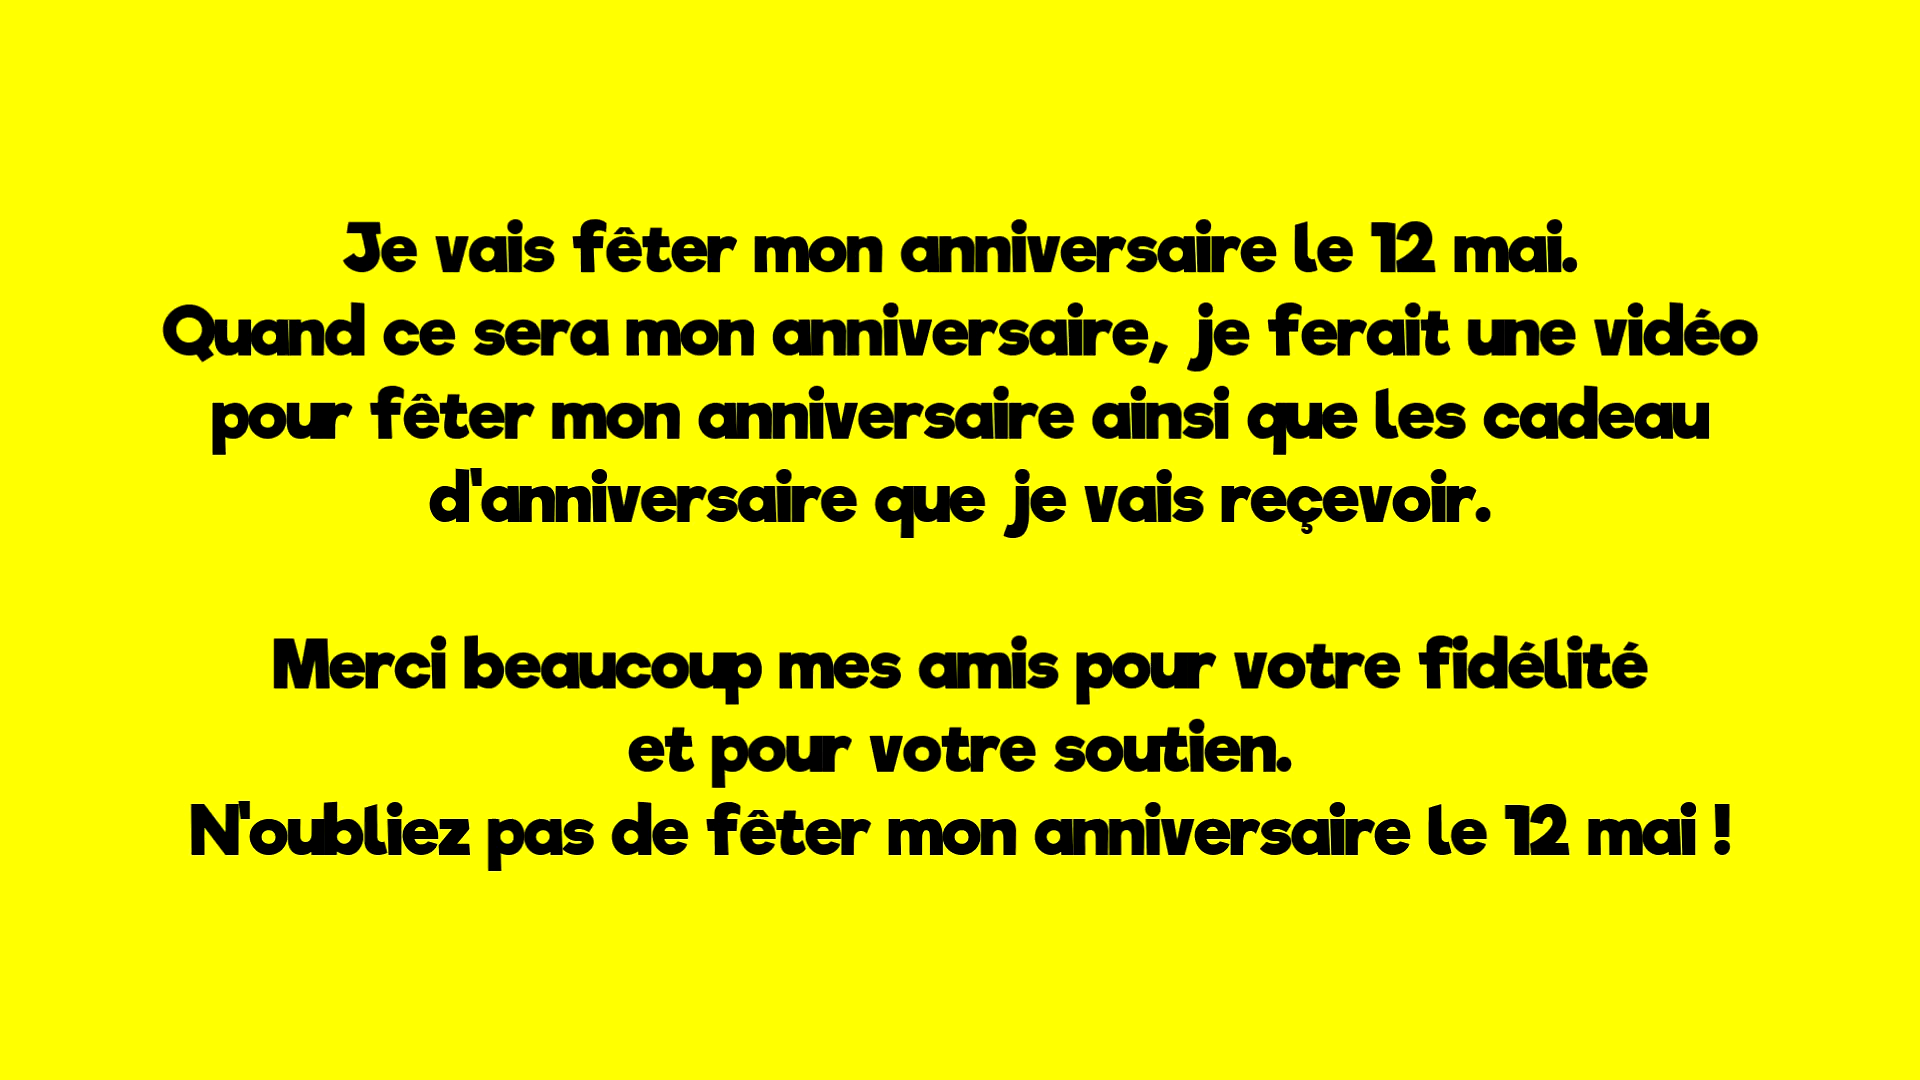 Je vais fêter mon anniversaire le 12 mai.
Quand ce sera mon anniversaire, je ferait une vidéo
pour fêter mon anniversaire ainsi que les cadeau
d'anniversaire que je vais reçevoir.
Merci beaucoup mes amis pour votre fidélité
et pour votre soutien.
N'oubliez pas de fêter mon anniversaire le 12 mai !